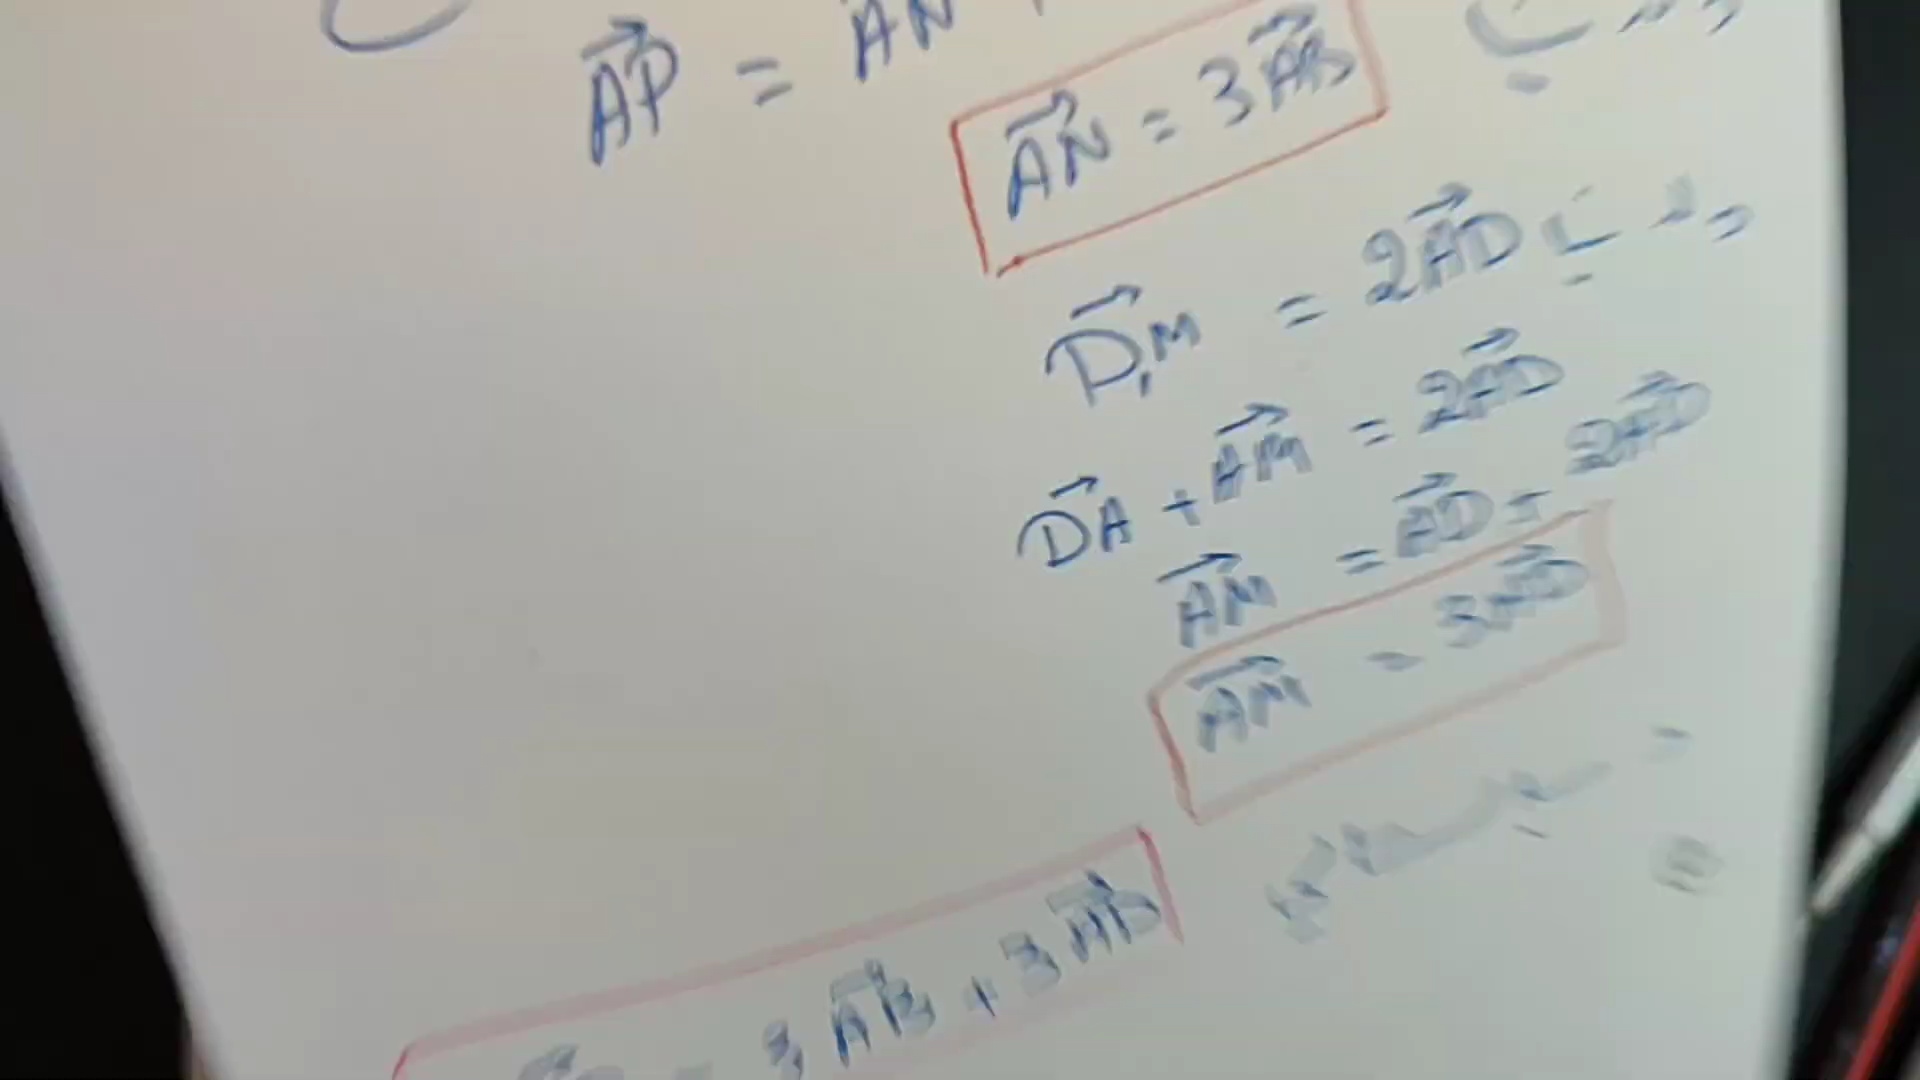 AP = AN
AN = 3AB
DM = 2AD
DA + AM = 2AD
AM = AD + 2AD
AM = 3AD
= 3AB + 3AD